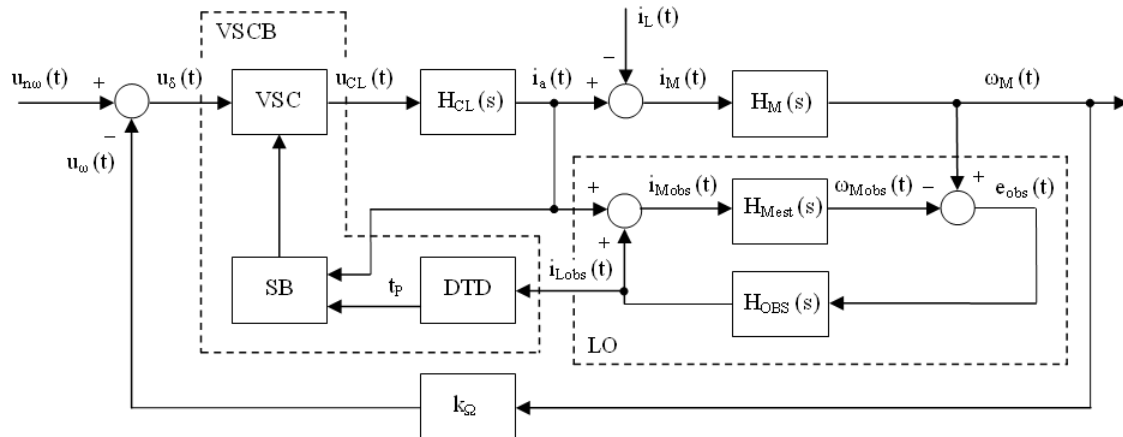 VSCB
i_L(t)
u_nω(t)
+
−
u_δ(t)
VSC
u_CL(t)
H_CL(s)
i_a(t)
+
−
i_M(t)
H_M(s)
ω_M(t)
u_ω(t)
+
+
i_Mobs(t)
H_Mest(s)
ω_Mobs(t)
−
+
e_obs(t)
SB
t_P
DTD
i_Lobs(t)
H_OBS(s)
LO
k_Ω